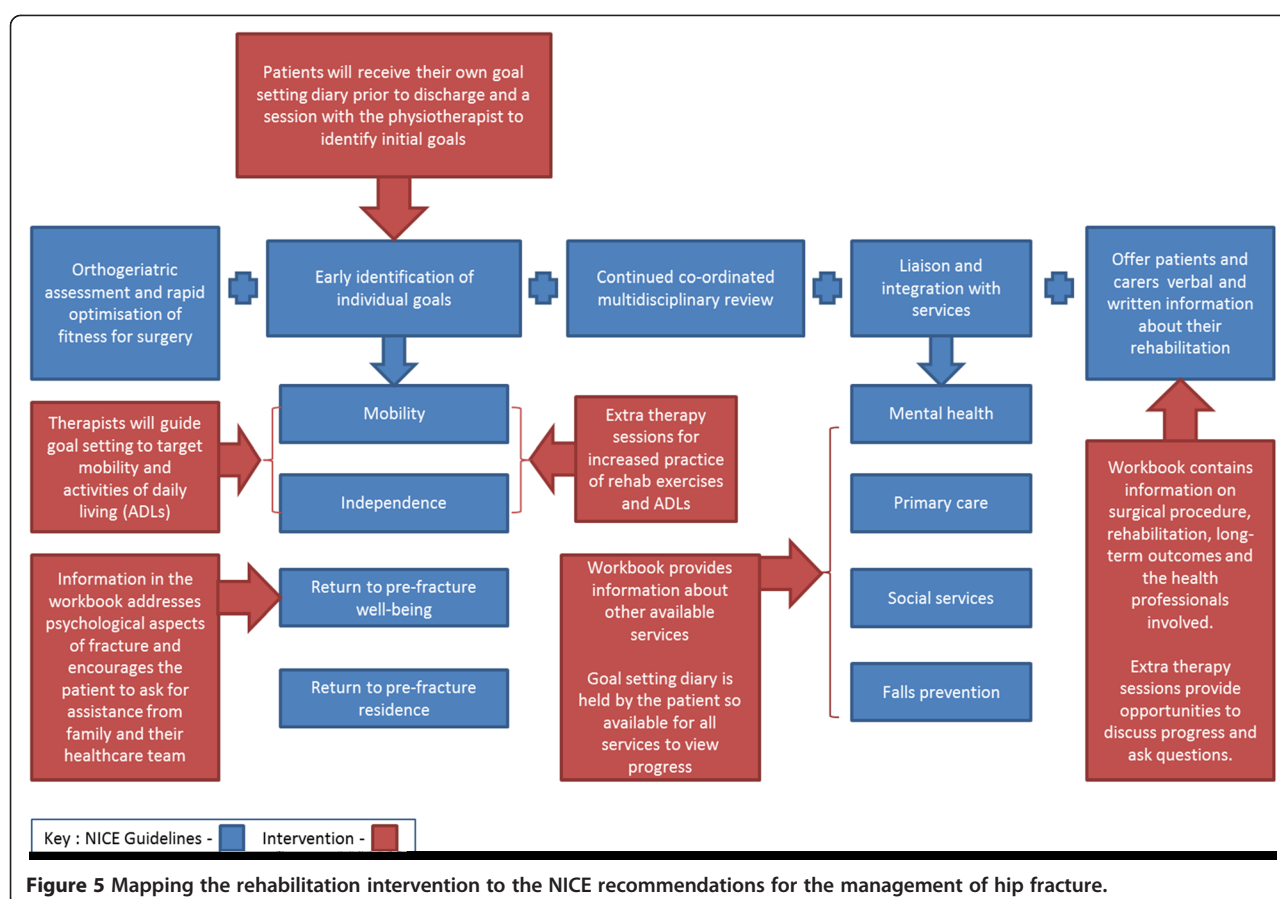 Patients will receive their own goal
setting diary prior to discharge and a
session with the physiotherapist to
identify initial goals
Orthogeriatric
assessment and rapid
optimisation of
fitness for surgery
Early identification of
individual goals
Continued co-ordinated
multidisciplinary review
Liaison and
integration with
services
Offer patients and
carers verbal and
written information
about their
rehabilitation
Therapists will guide
goal setting to target
mobility and
activities of daily
living (ADLs)
Mobility
Independence
Extra therapy
sessions for
increased practice
of rehab exercises
and ADLs
Mental health
Primary care
Social services
Falls prevention
Information in the
workbook addresses
psychological aspects
of fracture and
encourages the
patient to ask for
assistance from
family and their
healthcare team
Return to pre-fracture
well-being
Return to pre-fracture
residence
Workbook provides
information about
other available
services
Goal setting diary is
held by the patient so
available for all
services to view
progress
Workbook contains
information on
surgical procedure,
rehabilitation, long-
term outcomes and
the health
professionals
involved.
Extra therapy
sessions provide
opportunities to
discuss progress and
ask questions.
Key : NICE Guidelines - Intervention -
Figure 5 Mapping the rehabilitation intervention to the NICE recommendations for the management of hip fracture.